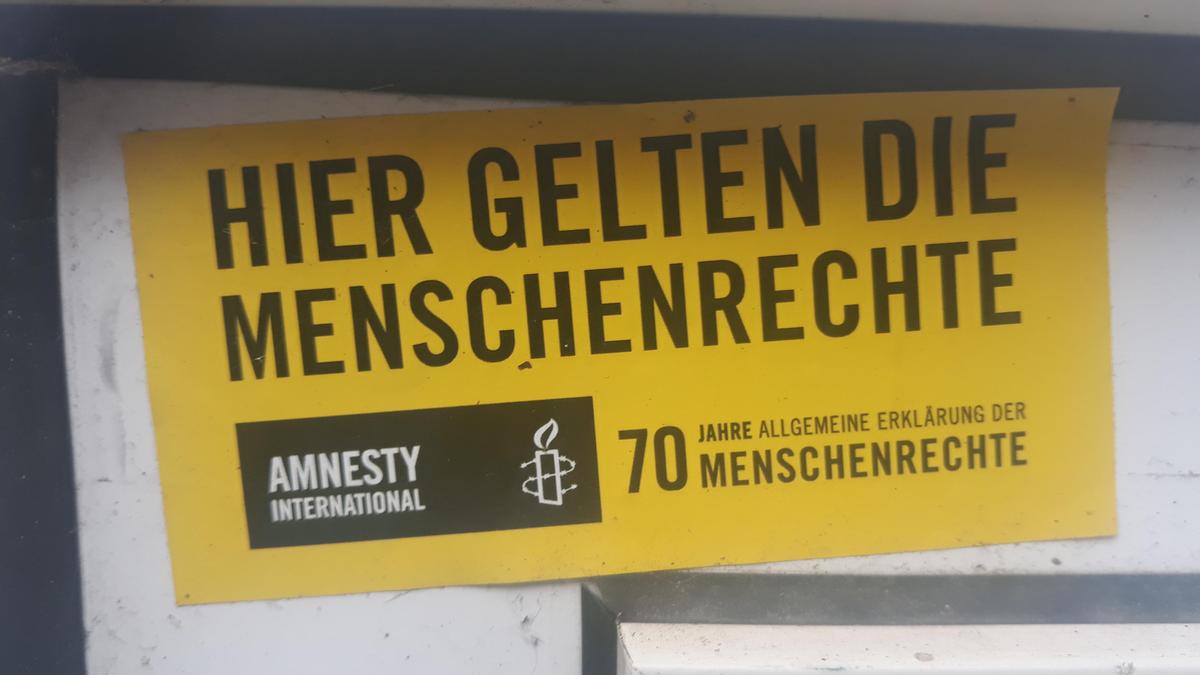 HIER GELTEN DIE
MENSCHENRECHTE
AMNESTY
INTERNATIONAL
70 JAHRE ALLGEMEINE ERKLÄRUNG DER
MENSCHENRECHTE